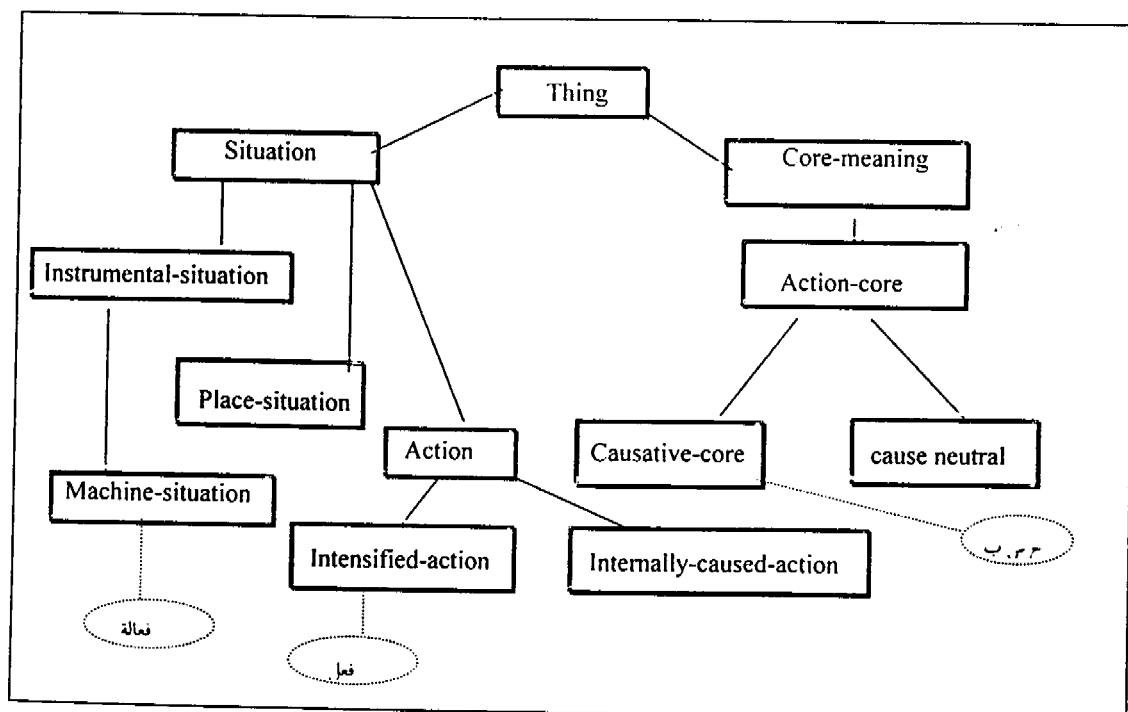 Thing
Situation
Core-meaning
Instrumental-situation
Action-core
Place-situation
Action
Causative-core
cause neutral
Machine-situation
Intensified-action
Internally-caused-action
فعالة
فعل